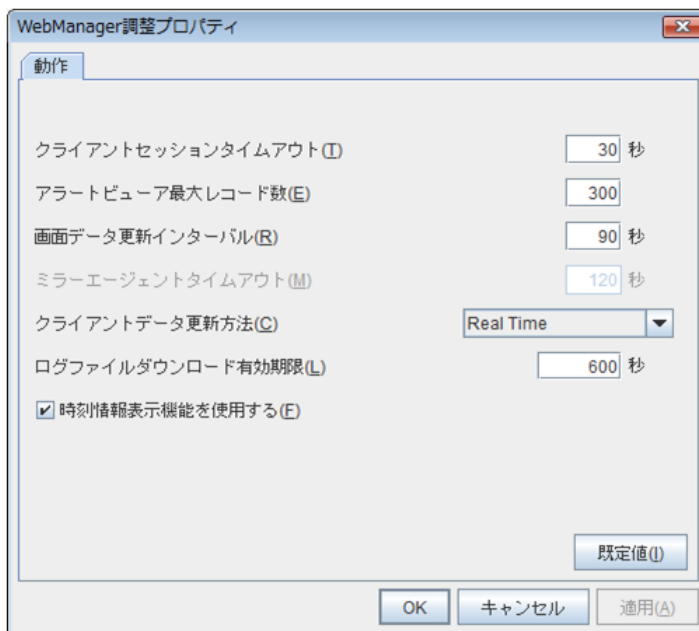 WebManager調整プロパティ
動作
クライアントセッションタイムアウト(T) 30 秒
アラートビューア最大レコード数(E) 300
画面データ更新インターバル(R) 90 秒
ミラーエージェントタイムアウト(M) 120 秒
クライアントデータ更新方法(C) Real Time
ログファイルダウンロード有効期限(L) 600 秒
時刻情報表示機能を使用する(F)
既定値(I)
OK キャンセル 適用(A)